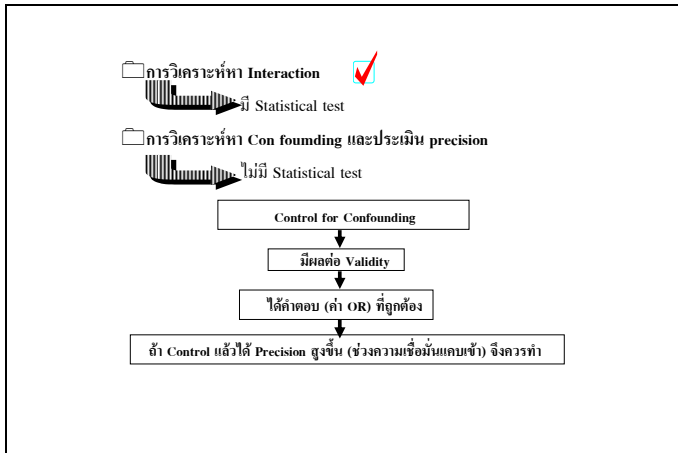 การวิเคราะห์หา Interaction
มี Statistical test
การวิเคราะห์หา Con foumding และประเมิน precision
ไม่มี Statistical test
Control for Confounding
มีผลต่อ Validity
ได้คำตอบ (ค่า OR) ที่ถูกต้อง
ถ้า Control แล้วได้ Precision สูงขึ้น (ช่วงความเชื่อมั่นแคบเข้า) จึงควรทำ